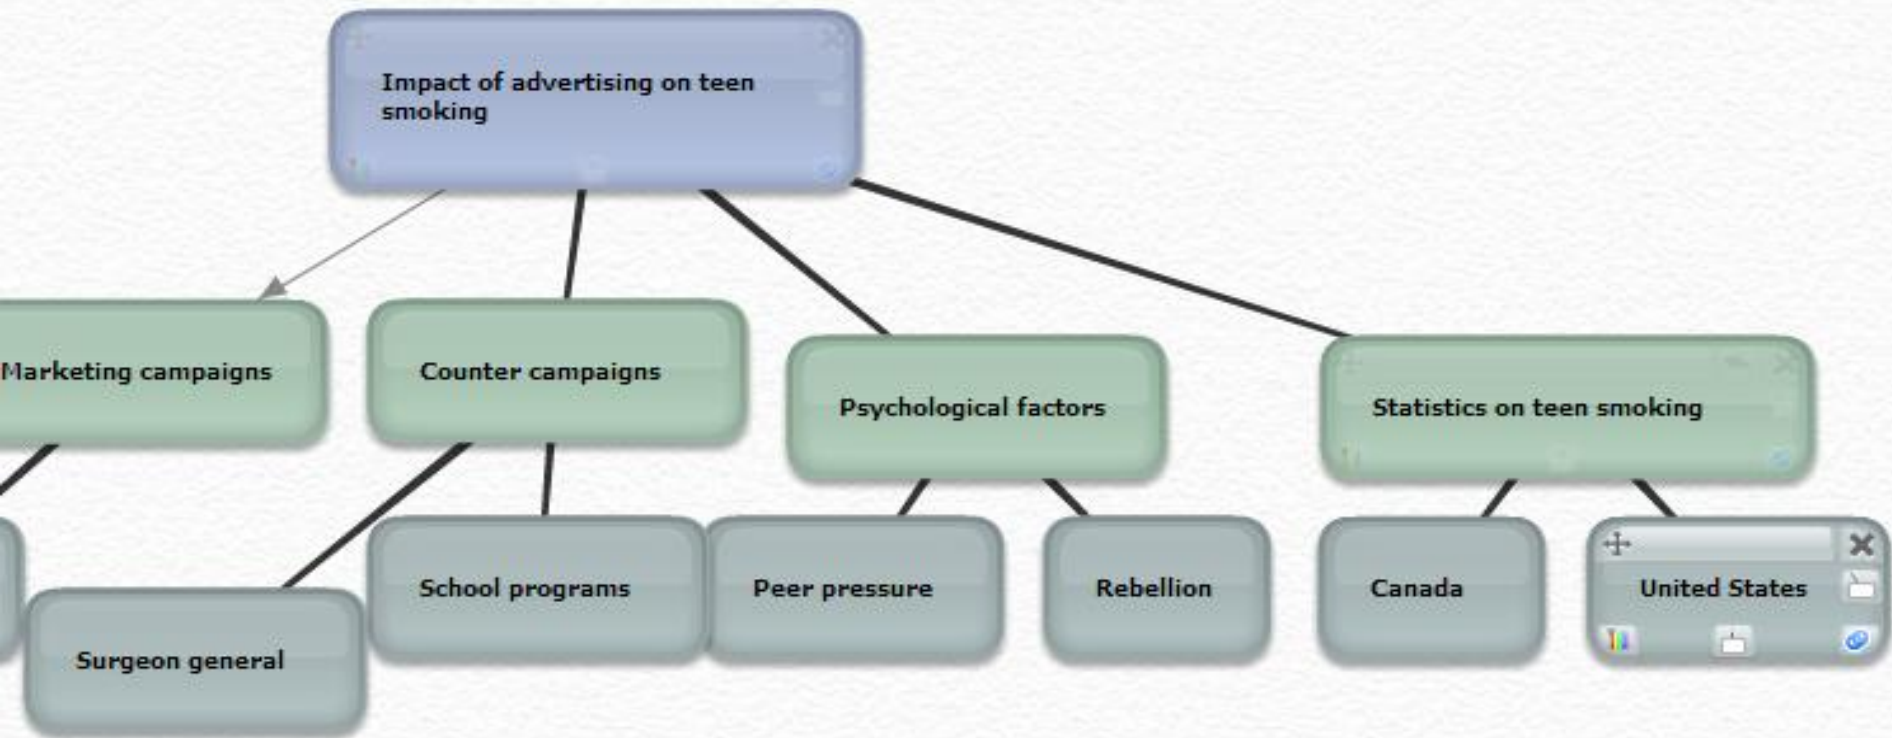 Impact of advertising on teen
smoking
Marketing campaigns
Counter campaigns
Psychological factors
Statistics on teen smoking
School programs
Peer pressure
Rebellion
Canada
United States
Surgeon general